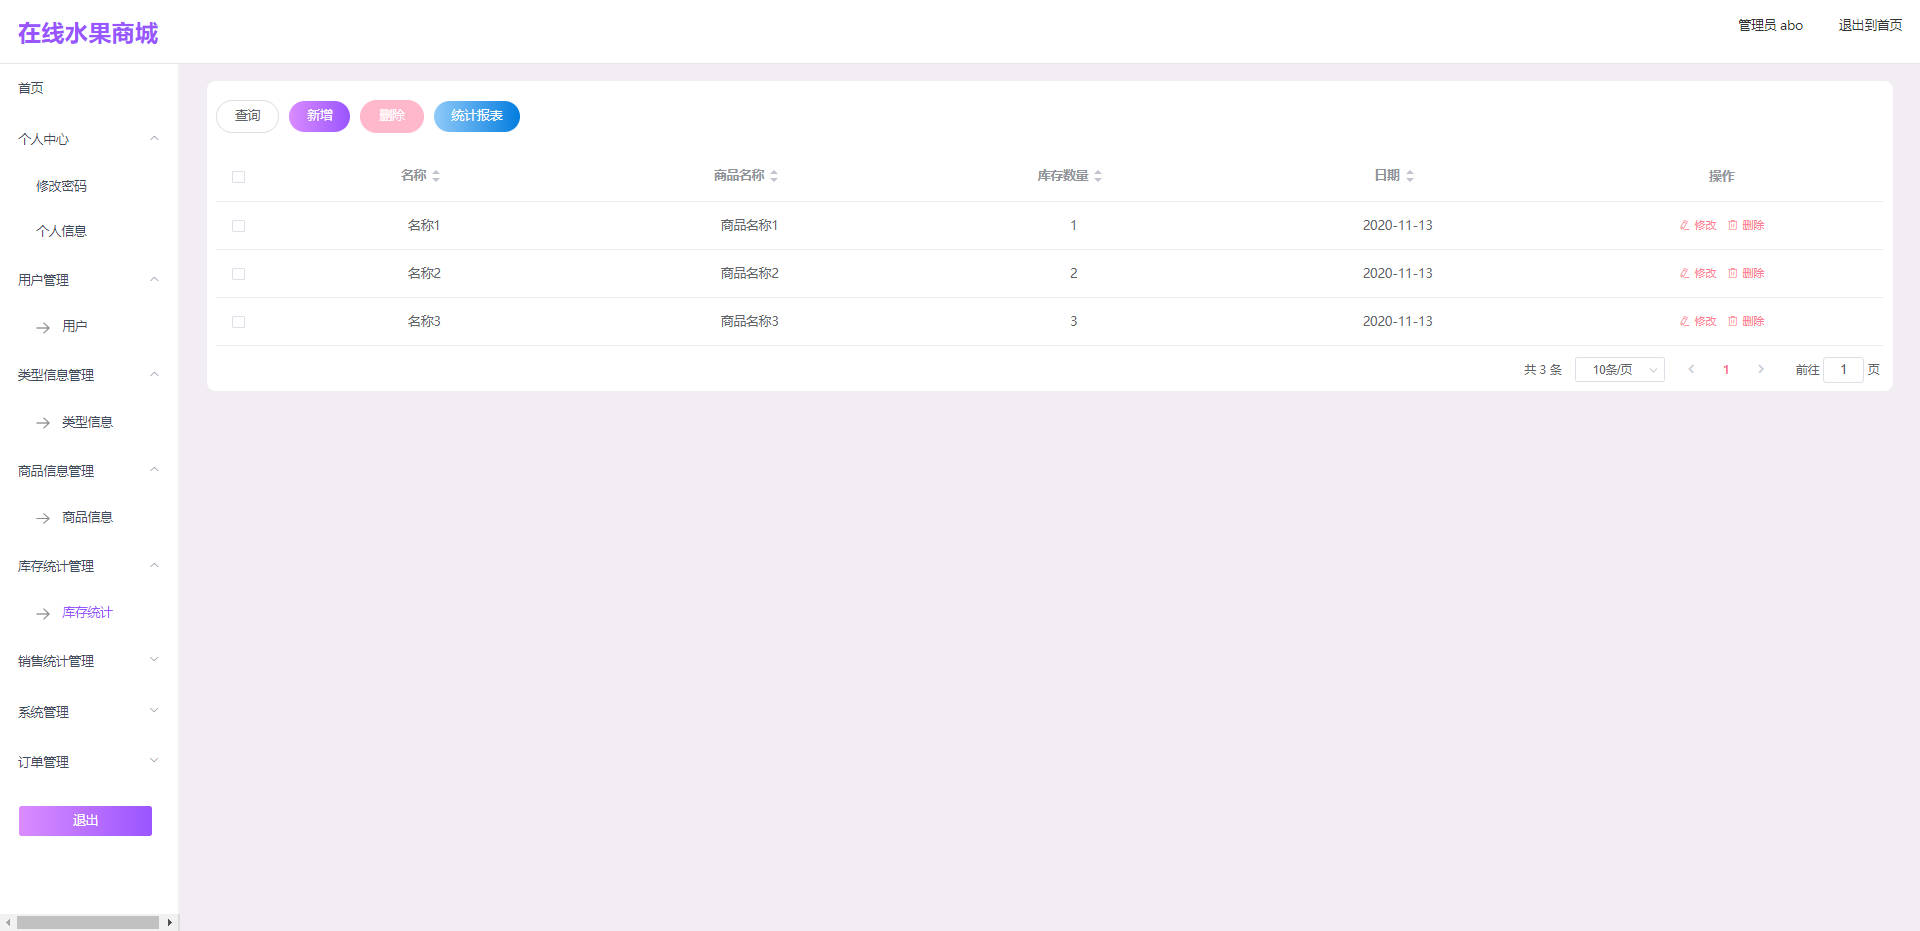 在线水果商城
管理员 abo
退出到首页
首页
个人中心
修改密码
个人信息
用户管理
用户
类型信息管理
类型信息
商品信息管理
商品信息
库存统计管理
库存统计
销售统计管理
系统管理
订单管理
退出
查询 新增 删除 统计报表
名称 商品名称 库存数量 日期 操作
名称1 商品名称1 1 2020-11-13 修改 删除
名称2 商品名称2 2 2020-11-13 修改 删除
名称3 商品名称3 3 2020-11-13 修改 删除
共 3 条 10条/页 1 前往 1 页